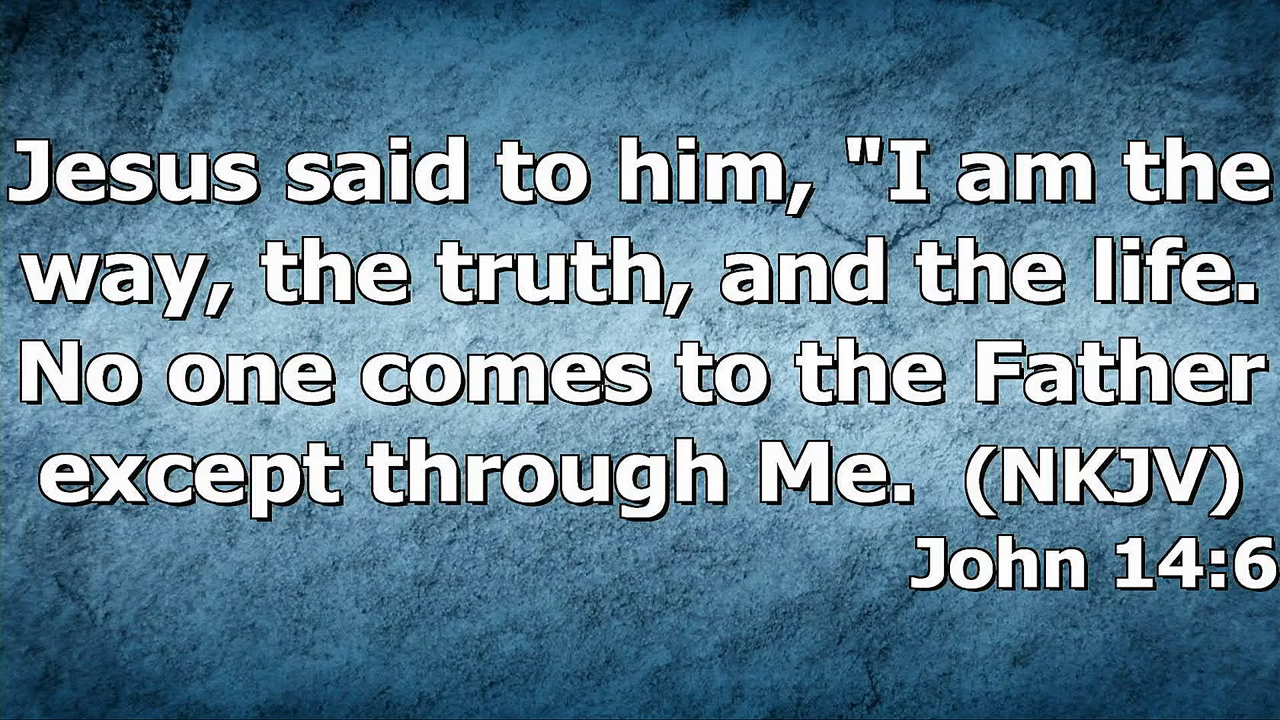 Jesus said to him, "I am the
way, the truth, and the life.
No one comes to the Father
except through Me.  (NKJV)
John 14:6